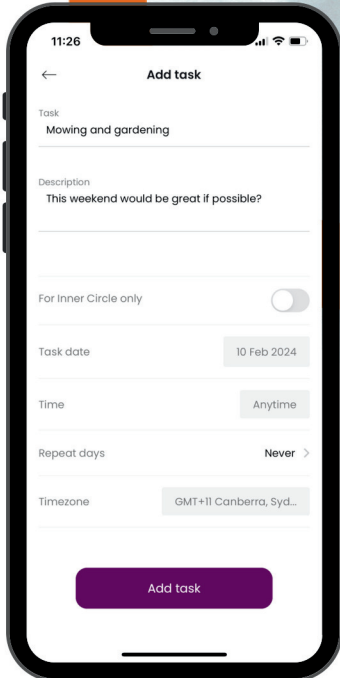 11:26
Add task
Task
Mowing and gardening
Description
This weekend would be great if possible?
For Inner Circle only
Task date 10 Feb 2024
Time Anytime
Repeat days Never
Timezone GMT+11 Canberra, Syd...
Add task